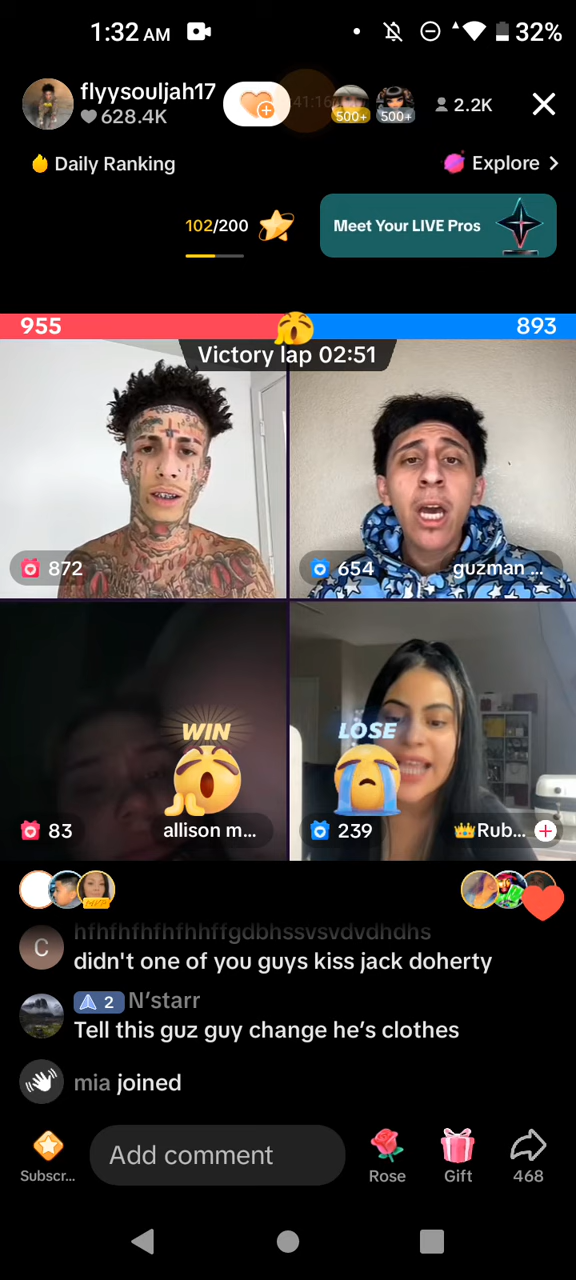 1:32 AM
32%
flyysouljah17
628.4K
41:16
500+
500+
2.2K
Daily Ranking
Explore
102/200
Meet Your LIVE Pros
955
893
Victory lap 02:51
872
654
guzman ...
WIN
LOSE
83
allison m...
239
Rub...
MVP
hfhfhfhfhfhhffgdbhssvsvdvdhdhs
C
didn't one of you guys kiss jack doherty
2 N'starr
Tell this guz guy change he's clothes
mia joined
Subscr...
Add comment
Rose
Gift
468